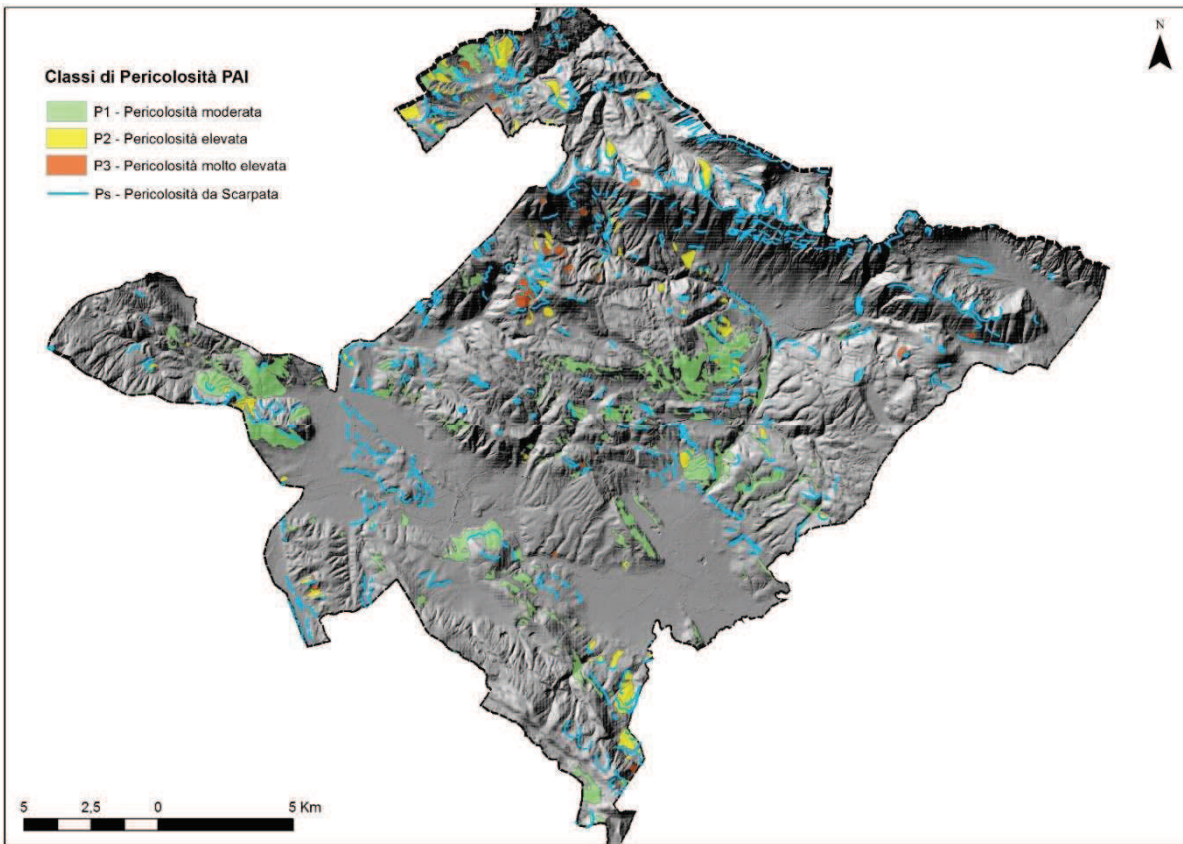 N
Classi di Pericolosità PAI
P1 - Pericolosità moderata
P2 - Pericolosità elevata
P3 - Pericolosità molto elevata
Ps - Pericolosità da Scarpata
5 2,5 0 5 Km